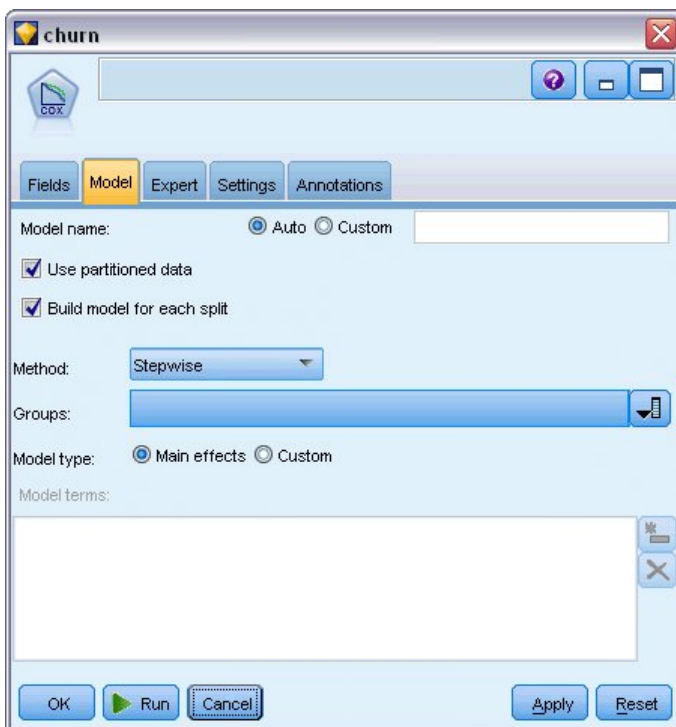 churn
COX
?
Fields Model Expert Settings Annotations
Model name: Auto Custom
Use partitioned data
Build model for each split
Method: Stepwise
Groups:
Model type: Main effects Custom
Model terms:
OK Run Cancel Apply Reset